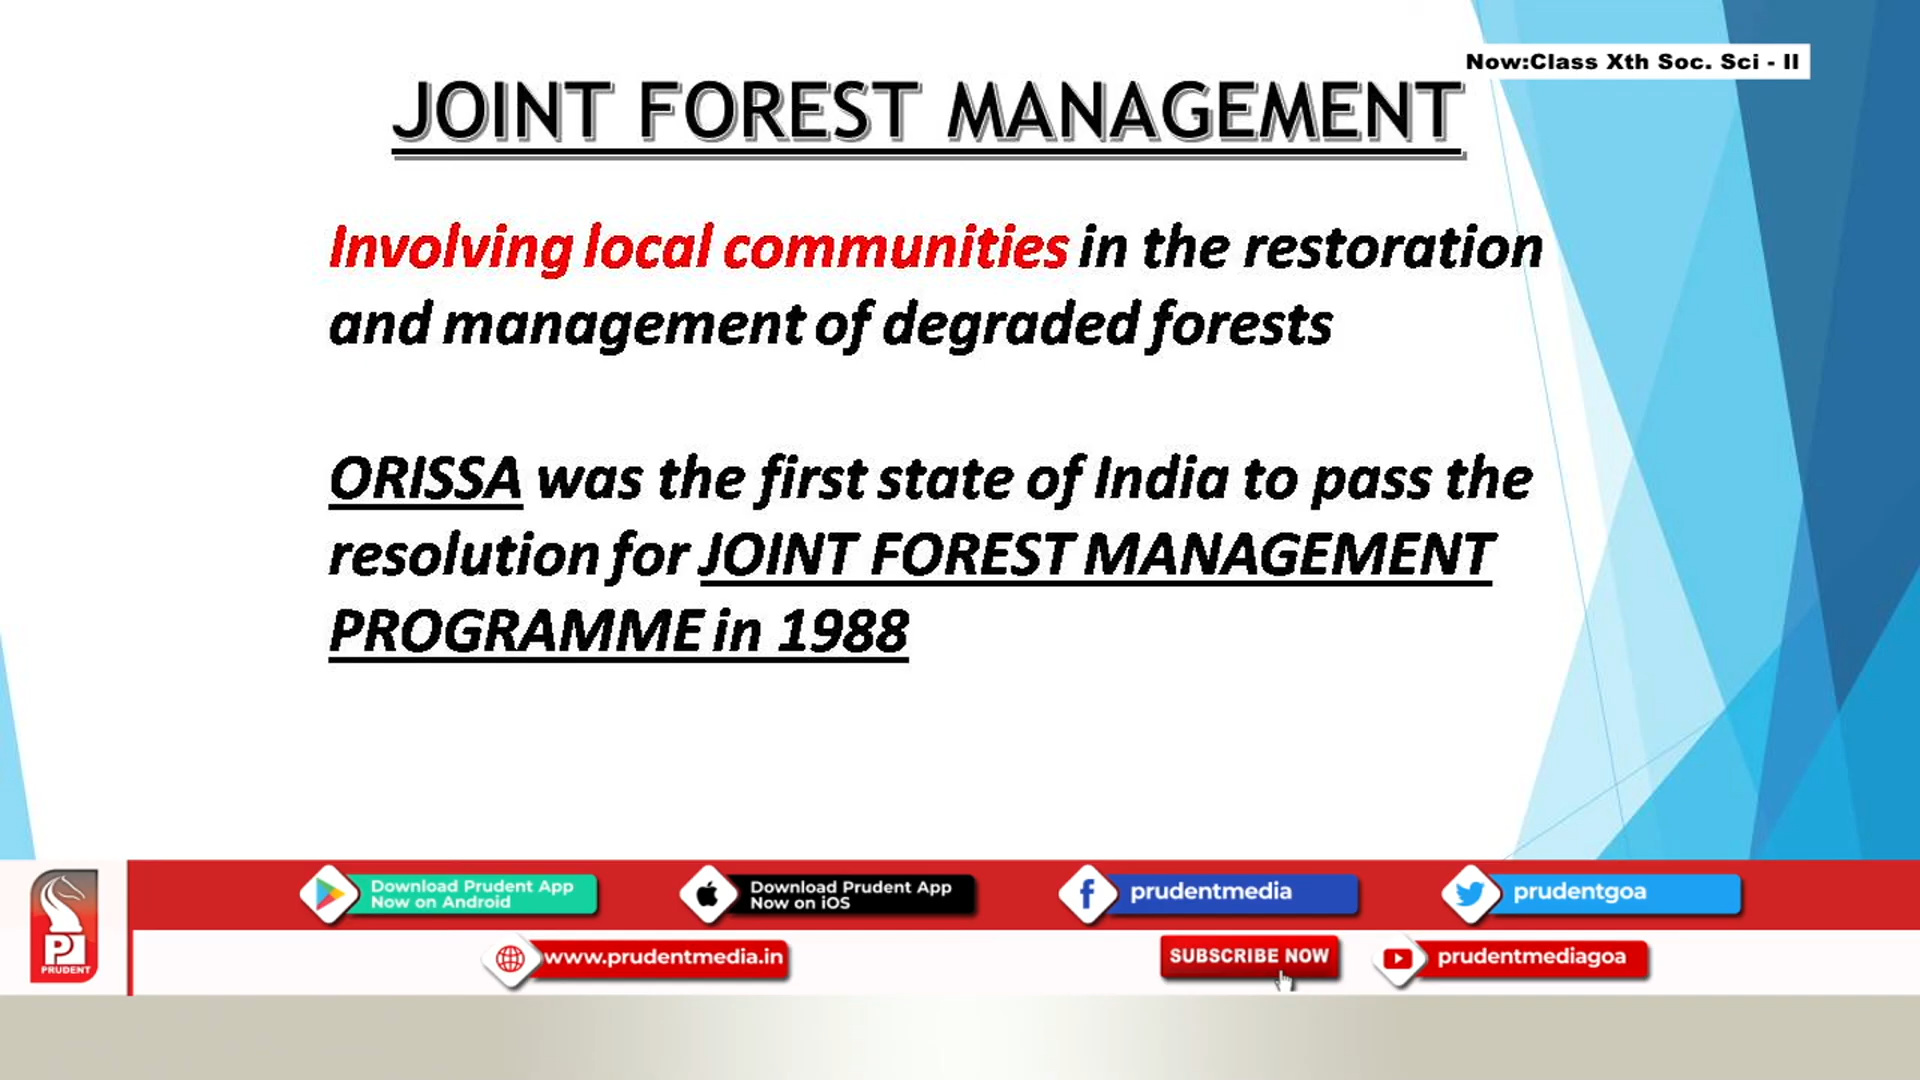 Now:Class Xth Soc. Sci - II
JOINT FOREST MANAGEMENT
Involving local communities in the restoration
and management of degraded forests
ORISSA was the first state of India to pass the
resolution for JOINT FOREST MANAGEMENT
PROGRAMME in 1988
Download Prudent App
Now on Android
Download Prudent App
Now on iOS
prudentmedia
prudentgoa
PRUDENT
www.prudentmedia.in
SUBSCRIBE NOW
prudentmediagoa